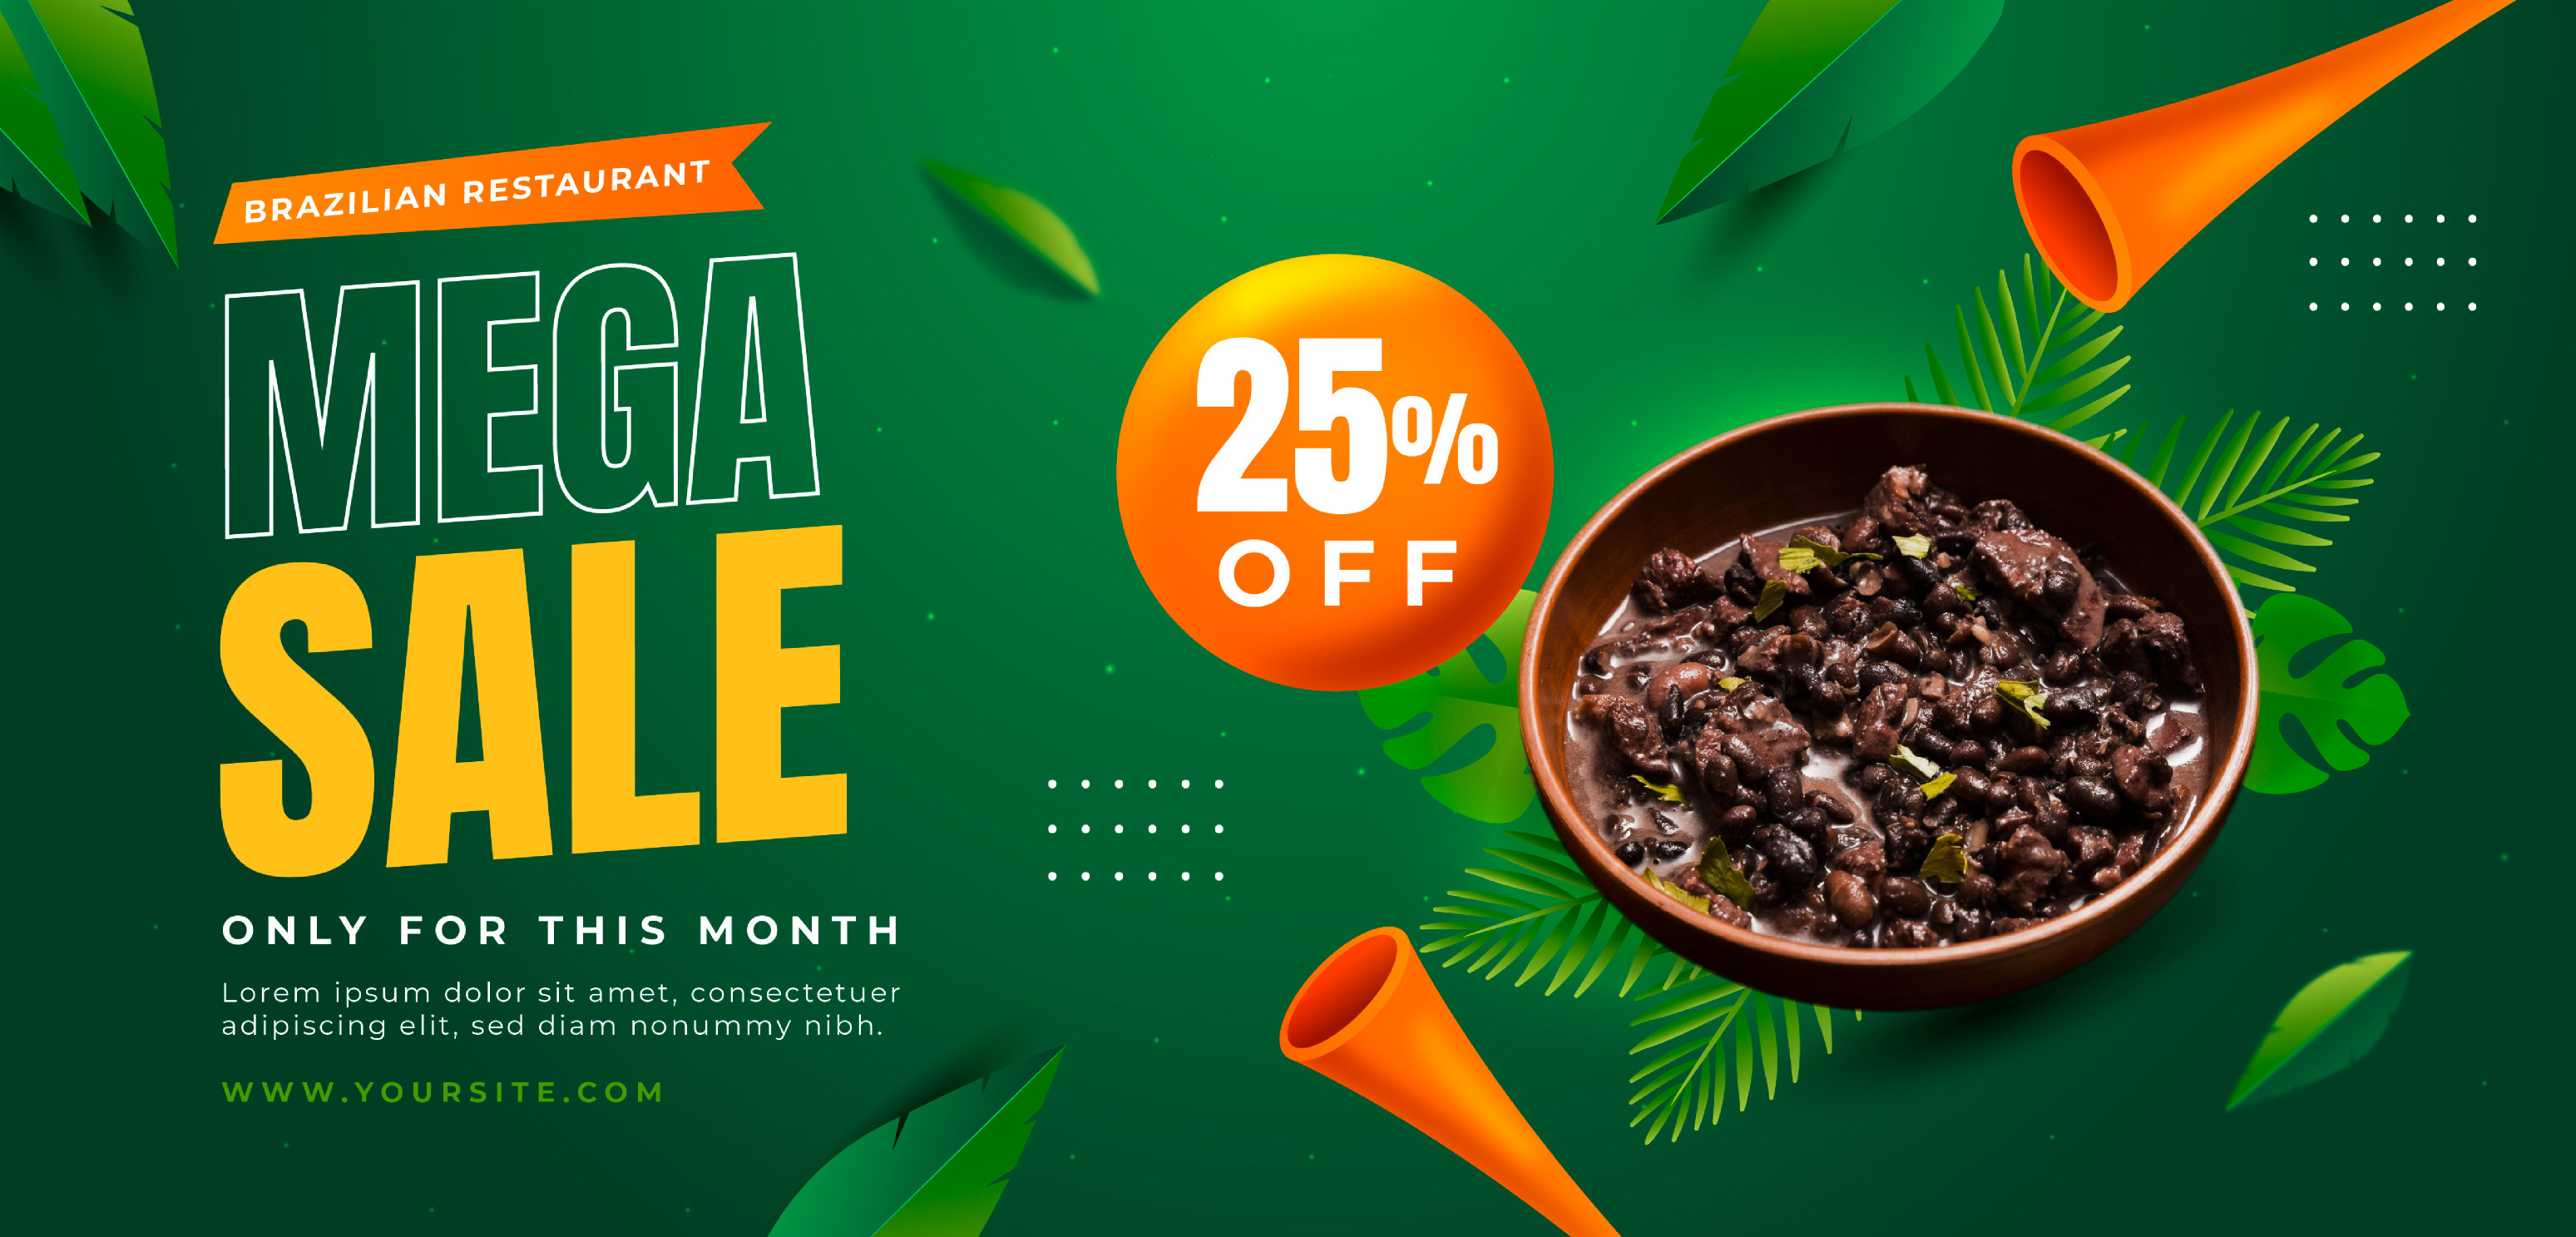 BRAZILIAN RESTAURANT
MEGA
SALE
ONLY FOR THIS MONTH
Lorem ipsum dolor sit amet, consectetuer
adipiscing elit, sed diam nonummy nibh.
WWW.YOURSITE.COM
25%
OFF